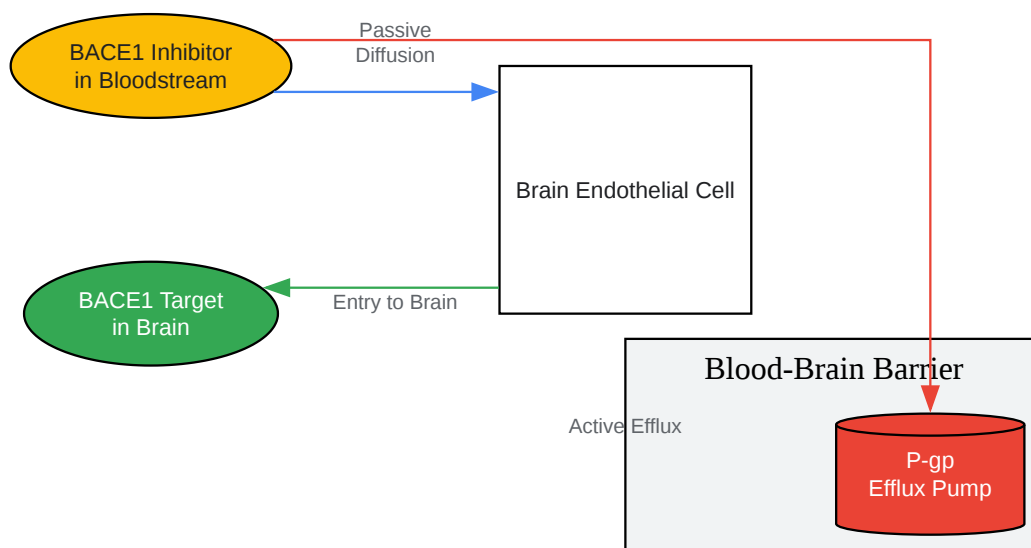 BACE1 Inhibitor
in Bloodstream
Passive
Diffusion
Brain Endothelial Cell
BACE1 Target
in Brain
Entry to Brain
Blood-Brain Barrier
Active Efflux
P-gp
Efflux Pump